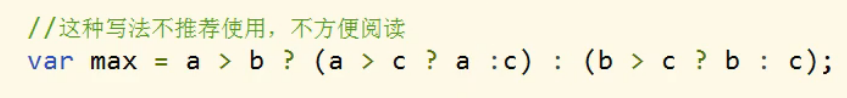 //这种写法不推荐使用，不方便阅读
var max = a > b ? (a > c ? a :c) : (b > c ? b : c);